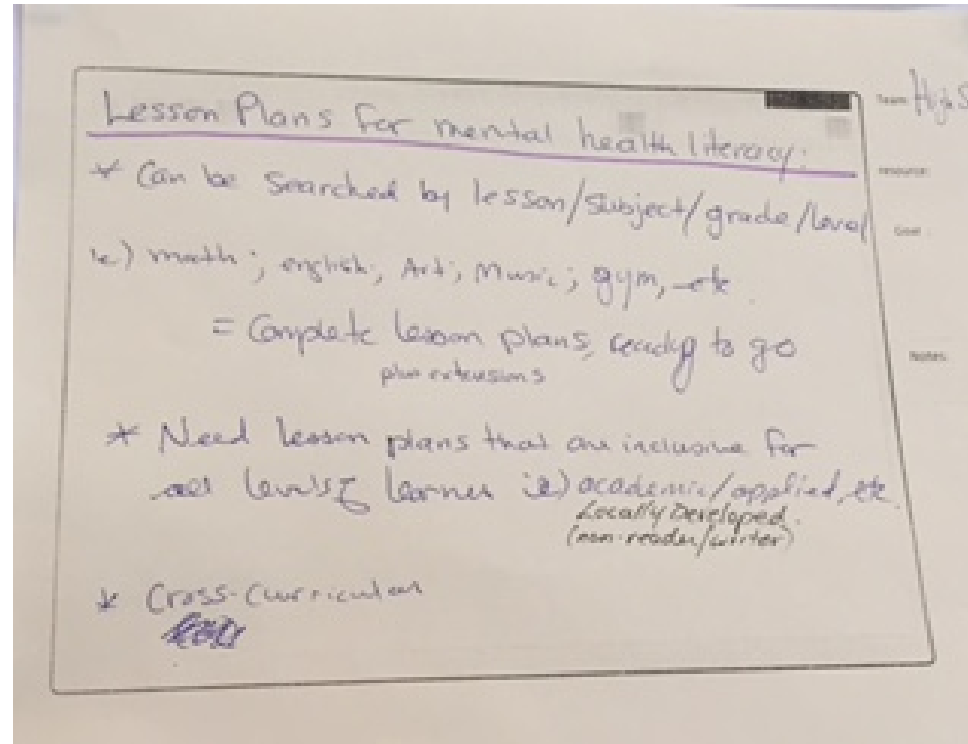 Lesson Plans for mental health literacy:
* Can be searched by lesson/subject/grade/level
ie) math; english; Art; Music; gym, etc.
= Complete lesson plans, ready to go
plus extensions
* Need lesson plans that are inclusive for
all levels of learner ie) academic/applied, etc.
Locally Developed.
(non-reader/writer)
* Cross-Curricular
Team: High S
resource:
Goal:
Notes: